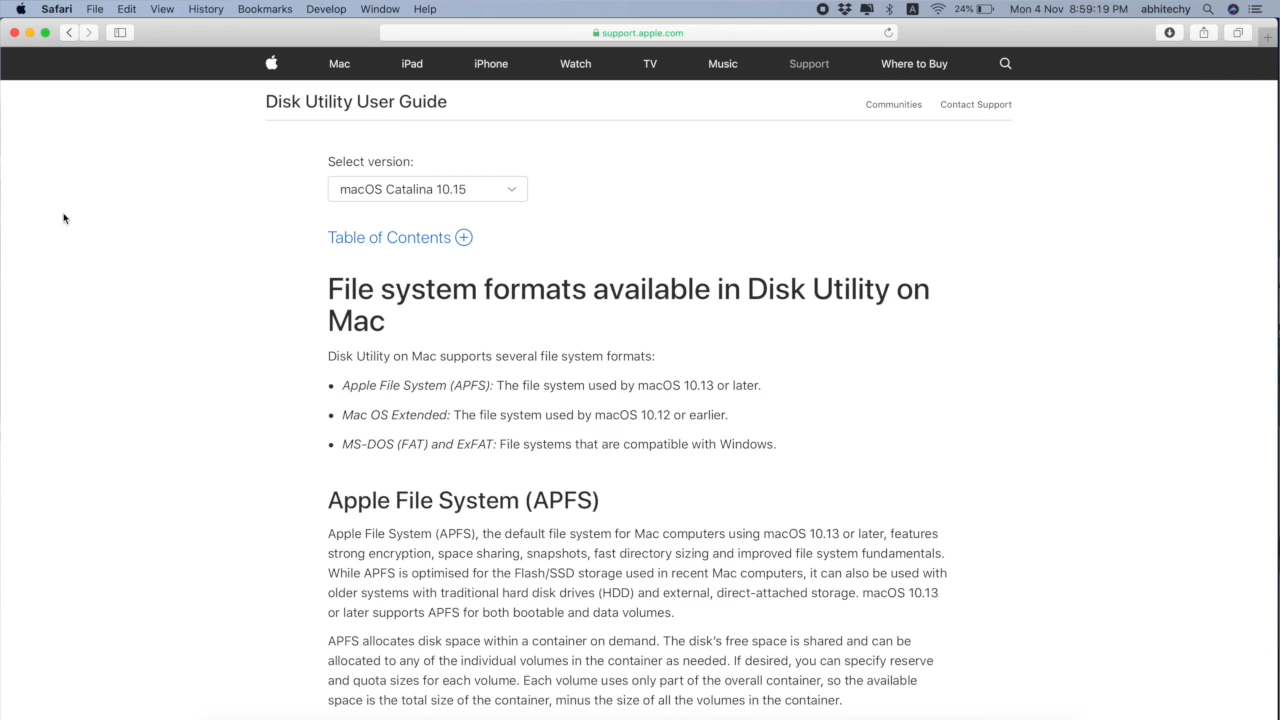 Safari File Edit View History Bookmarks Develop Window Help A 24% Mon 4 Nov 8:59:19 PM abhitechy
support.apple.com
Mac iPad iPhone Watch TV Music Support Where to Buy
Disk Utility User Guide
Communities Contact Support
Select version:
macOS Catalina 10.15
Table of Contents
File system formats available in Disk Utility on
Mac
Disk Utility on Mac supports several file system formats:
• Apple File System (APFS): The file system used by macOS 10.13 or later.
• Mac OS Extended: The file system used by macOS 10.12 or earlier.
• MS-DOS (FAT) and ExFAT: File systems that are compatible with Windows.
Apple File System (APFS)
Apple File System (APFS), the default file system for Mac computers using macOS 10.13 or later, features
strong encryption, space sharing, snapshots, fast directory sizing and improved file system fundamentals.
While APFS is optimised for the Flash/SSD storage used in recent Mac computers, it can also be used with
older systems with traditional hard disk drives (HDD) and external, direct-attached storage. macOS 10.13
or later supports APFS for both bootable and data volumes.
APFS allocates disk space within a container on demand. The disk's free space is shared and can be
allocated to any of the individual volumes in the container as needed. If desired, you can specify reserve
and quota sizes for each volume. Each volume uses only part of the overall container, so the available
space is the total size of the container, minus the size of all the volumes in the container.